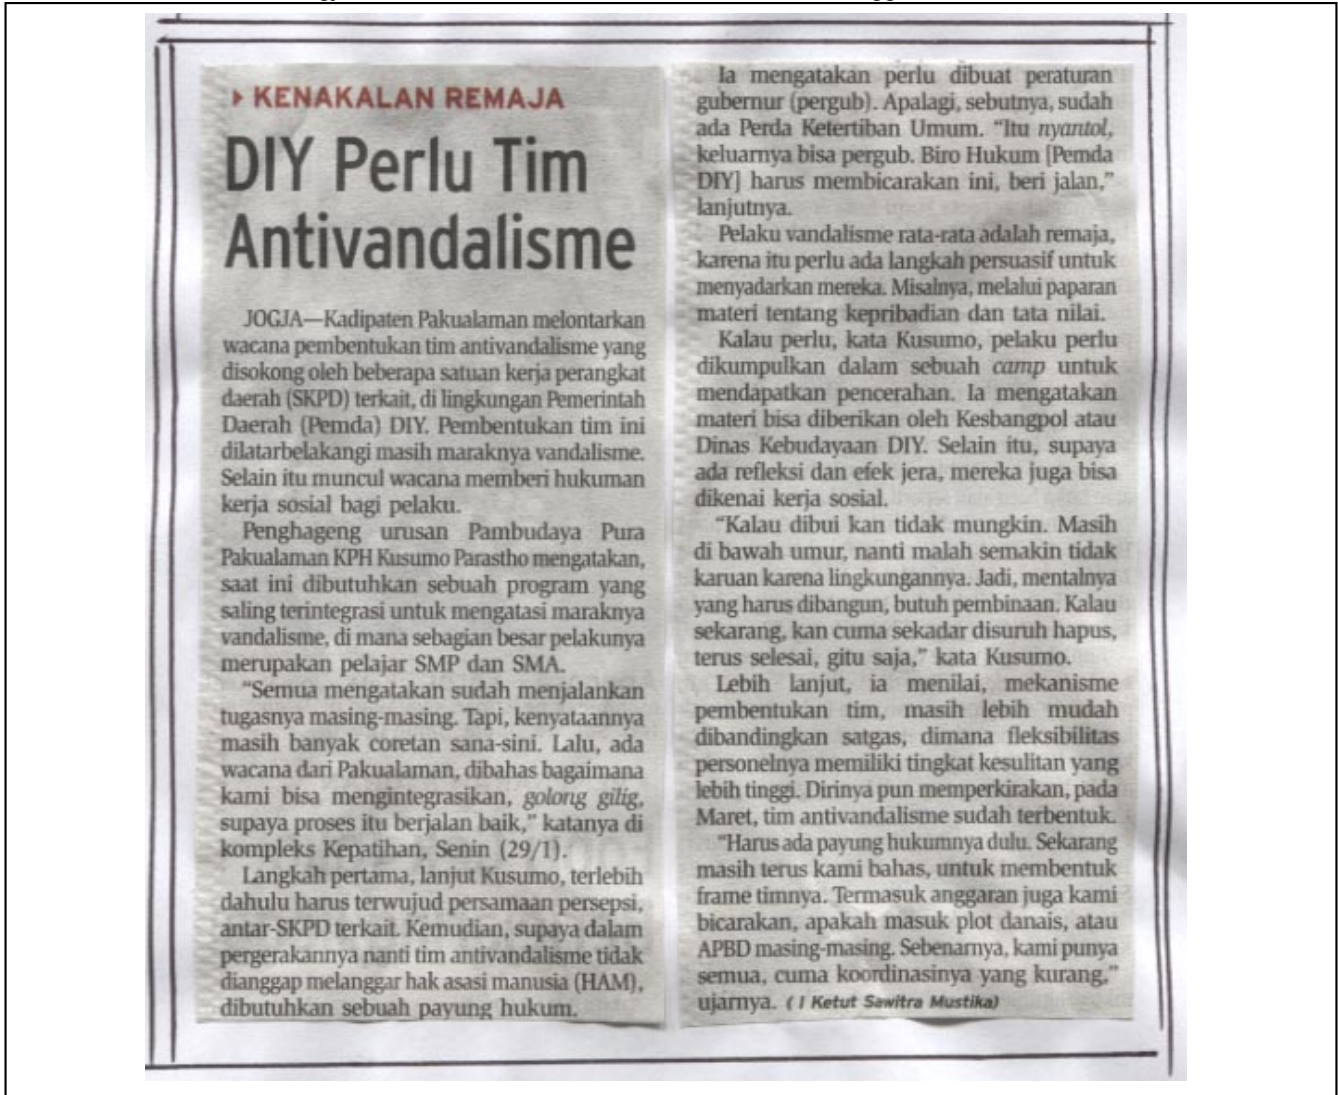 KENAKALAN REMAJA
DIY Perlu Tim
Antivandalisme
JOGJA—Kadipaten Pakualaman melontarkan
wacana pembentukan tim antivandalisme yang
disokong oleh beberapa satuan kerja perangkat
daerah (SKPD) terkait, di lingkungan Pemerintah
Daerah (Pemda) DIY. Pembentukan tim ini
dilatarbelakangi masih maraknya vandalisme.
Selain itu muncul wacana memberi hukuman
kerja sosial bagi pelaku.
Penghageng urusan Pambudaya Pura
Pakualaman KPH Kusumo Parastho mengatakan,
saat ini dibutuhkan sebuah program yang
saling terintegrasi untuk mengatasi maraknya
vandalisme, di mana sebagian besar pelakunya
merupakan pelajar SMP dan SMA.
“Semua mengatakan sudah menjalankan
tugasnya masing-masing. Tapi, kenyataannya
masih banyak coretan sana-sini. Lalu, ada
wacana dari Pakualaman, dibahas bagaimana
kami bisa mengintegrasikan, golong gilig,
supaya proses itu berjalan baik,” katanya di
kompleks Kepatihan, Senin (29/1).
Langkah pertama, lanjut Kusumo, terlebih
dahulu harus terwujud persamaan persepsi,
antar-SKPD terkait. Kemudian, supaya dalam
pergerakannya nanti tim antivandalisme tidak
dianggap melanggar hak asasi manusia (HAM),
dibutuhkan sebuah payung hukum.
Ia mengatakan perlu dibuat peraturan
gubernur (pergub). Apalagi, sebutnya, sudah
ada Perda Ketertiban Umum. “Itu nyantol,
keluarnya bisa pergub. Biro Hukum [Pemda
DIY] harus membicarakan ini, beri jalan,”
lanjutnya.
Pelaku vandalisme rata-rata adalah remaja,
karena itu perlu ada langkah persuasif untuk
menyadarkan mereka. Misalnya, melalui paparan
materi tentang kepribadian dan tata nilai.
Kalau perlu, kata Kusumo, pelaku perlu
dikumpulkan dalam sebuah camp untuk
mendapatkan pencerahan. Ia mengatakan
materi bisa diberikan oleh Kesbangpol atau
Dinas Kebudayaan DIY. Selain itu, supaya
ada refleksi dan efek jera, mereka juga bisa
dikenai kerja sosial.
“Kalau dibui kan tidak mungkin. Masih
di bawah umur, nanti malah semakin tidak
karuan karena lingkungannya. Jadi, mentalnya
yang harus dibangun, butuh pembinaan. Kalau
sekarang, kan cuma sekadar disuruh hapus,
terus selesai, gitu saja,” kata Kusumo.
Lebih lanjut, ia menilai, mekanisme
pembentukan tim, masih lebih mudah
dibandingkan satgas, dimana fleksibilitas
personelnya memiliki tingkat kesulitan yang
lebih tinggi. Dirinya pun memperkirakan, pada
Maret, tim antivandalisme sudah terbentuk.
“Harus ada payung hukumnya dulu. Sekarang
masih terus kami bahas, untuk membentuk
frame timnya. Termasuk anggaran juga kami
bicarakan, apakah masuk plot danais, atau
APBD masing-masing. Sebenarnya, kami punya
semua, cuma koordinasinya yang kurang,”
ujarnya. ( I Ketut Sawitra Mustika)